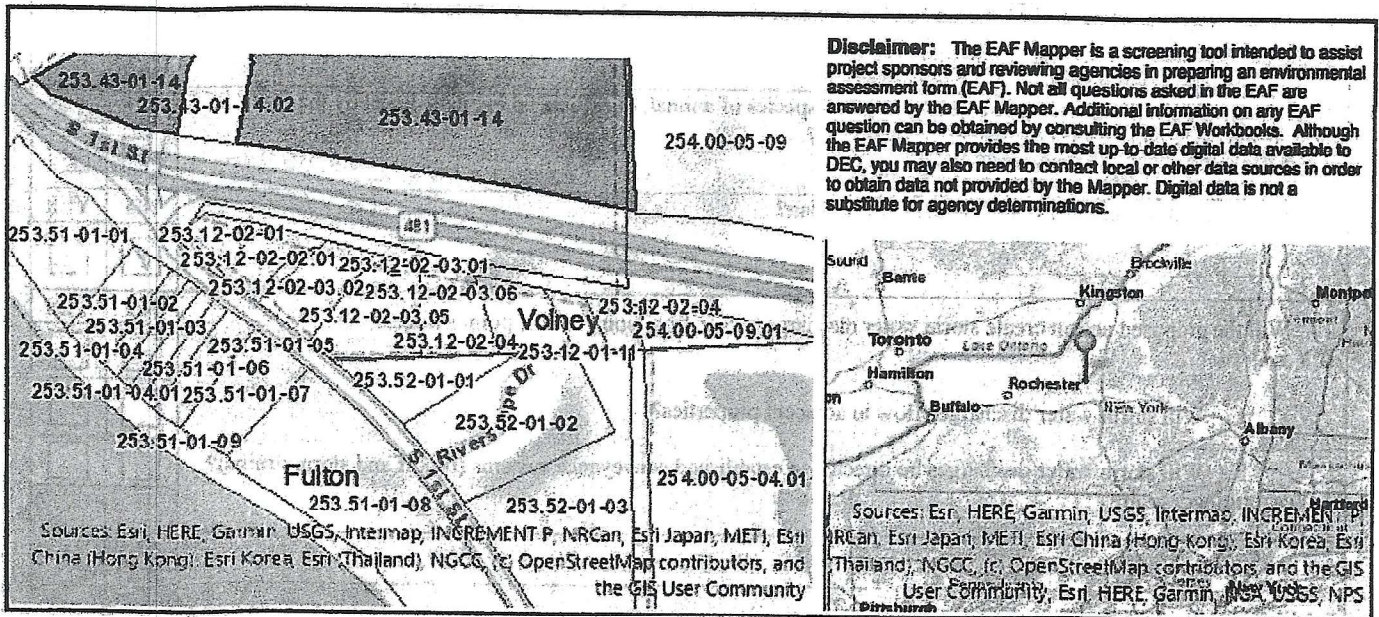 Disclaimer: The EAF Mapper is a screening tool intended to assist
project sponsors and reviewing agencies in preparing an environmental
assessment form (EAF). Not all questions asked in the EAF are
answered by the EAF Mapper. Additional information on any EAF
question can be obtained by consulting the EAF Workbooks. Although
the EAF Mapper provides the most up-to-date digital data available to
DEC, you may also need to contact local or other data sources in order
to obtain data not provided by the Mapper. Digital data is not a
substitute for agency determinations.
253.43-01-14
253.43-01-14.02
253.43-01-14
254.00-05-09
S 1st St
481
253.51-01-01
253.12-02-01
253.12-02-02.01
253.12-02-03.01
253.12-02-03.02
253.12-02-03.06
253.12-02-04
253.51-01-02
253.12-02-03.05
Volney
254.00-05-09.01
253.51-01-03
253.51-01-05
253.12-02-04
253.12-01-11
253.51-01-04
253.51-01-06
253.52-01-01
253.51-01-04.01
253.51-01-07
253.52-01-02
253.51-01-09
S 1st St
Fulton
253.51-01-08
253.52-01-03
254.00-05-04.01
Sources: Esri, HERE, Garmin, USGS, Intermap, INCREMENT P, NRCan, Esri Japan, METI, Esri
China (Hong Kong), Esri Korea, Esri (Thailand), NGCC, (c) OpenStreetMap contributors, and
the GIS User Community
Sound
Barrie
Brockville
Kingston
Toronto
Lake Ontario
Hamilton
Rochester
Buffalo
New York
Albany
Hartford
Sources: Esri, HERE, Garmin, USGS, Intermap, INCREMENT P,
NRCan, Esri Japan, METI, Esri China (Hong Kong), Esri Korea, Esri
(Thailand), NGCC, (c) OpenStreetMap contributors, and the GIS
User Community, Esri, HERE, Garmin, NGA, USGS, NPS
Pittsburgh